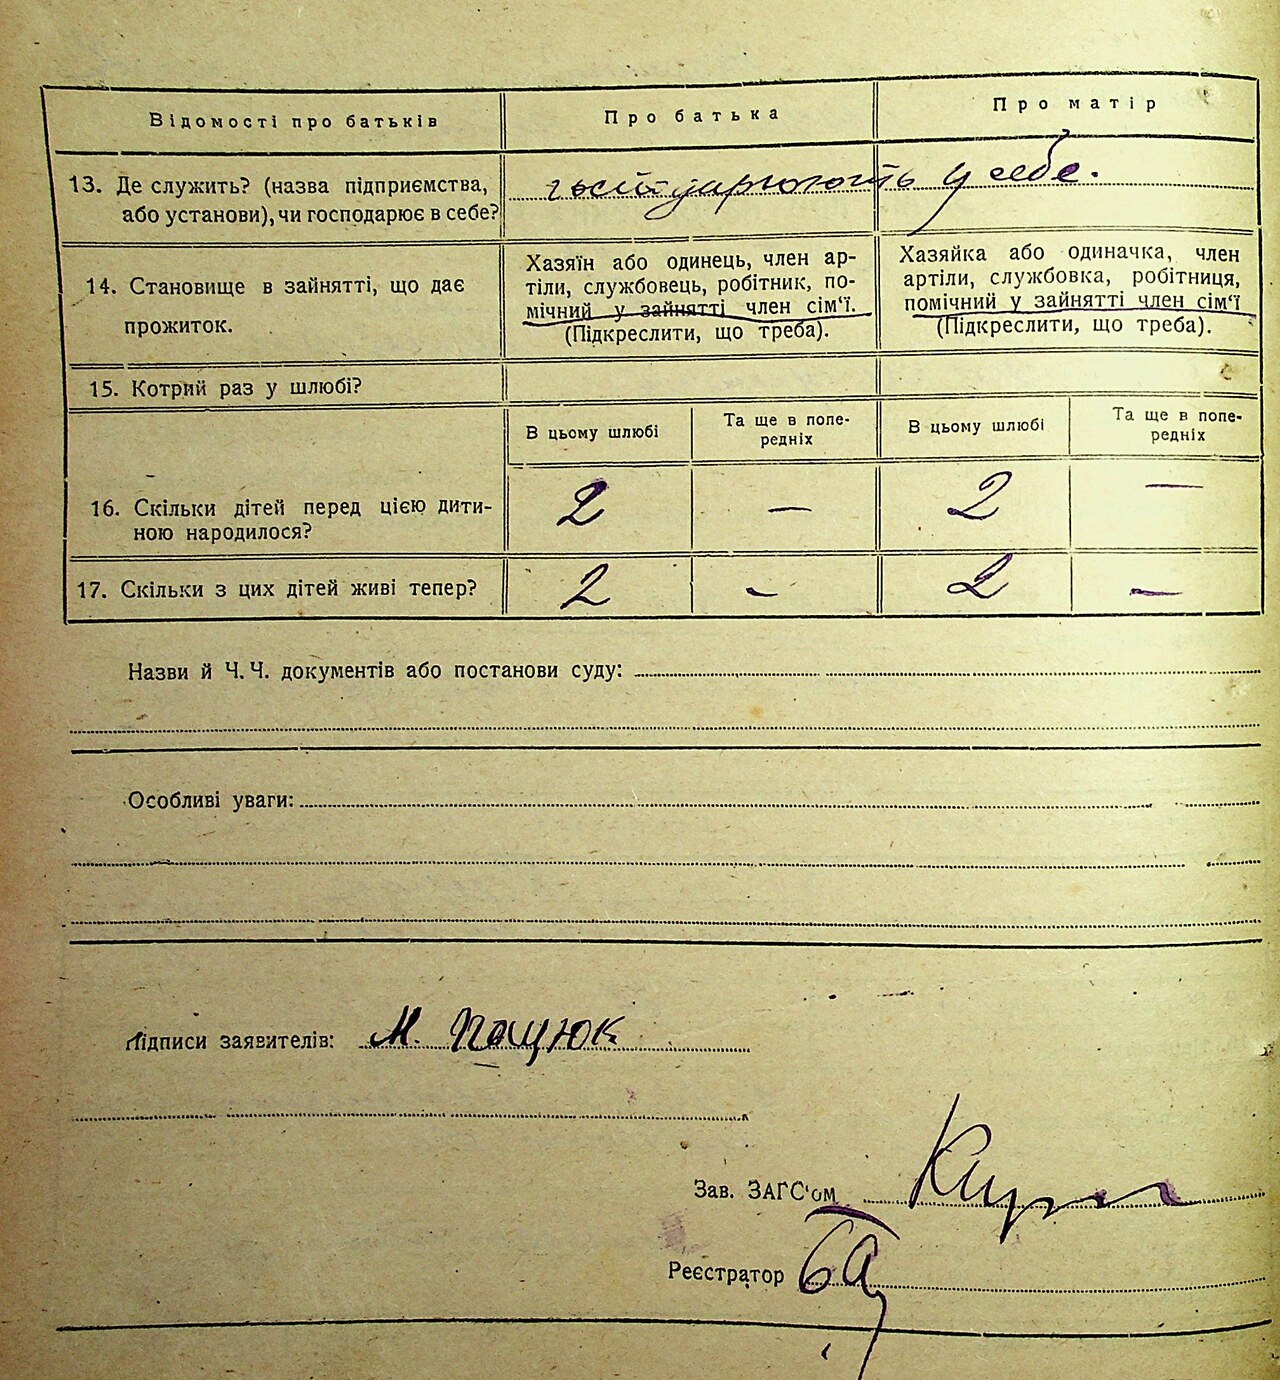 Відомості про батьків
Про батька
Про матір
13. Де служить? (назва підприємства,
або установи), чи господарює в себе?
господарюють у себе.
14. Становище в зайнятті, що дає
прожиток.
Хазяїн або одинець, член ар-
тіли, службовець, робітник, по-
мічний у зайнятті член сім'ї.
(Підкреслити, що треба).
Хазяйка або одиначка, член
артіли, службовка, робітниця,
помічний у зайнятті член сім'ї
(Підкреслити, що треба).
15. Котрий раз у шлюбі?
В цьому шлюбі
Та ще в попе-
редніх
В цьому шлюбі
Та ще в попе-
редніх
16. Скільки дітей перед цією дити-
ною народилося?
2 — 2 —
17. Скільки з цих дітей живі тепер?
2 - 2 —
Назви й Ч. Ч. документів або постанови суду:
Особливі уваги:
Підписи заявителів: М. Пацюк
Зав. ЗАГС'ом
Реєстратор